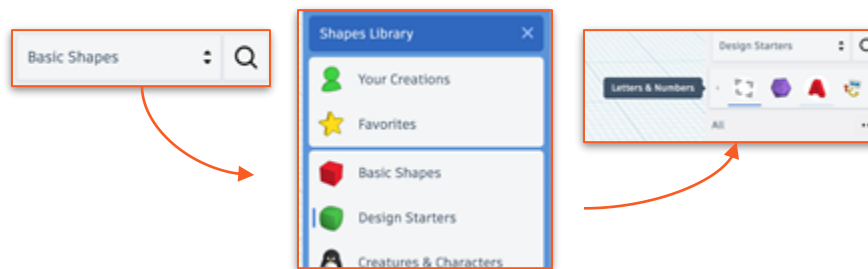 Basic Shapes
Shapes Library
Your Creations
Favorites
Basic Shapes
Design Starters
Creatures & Characters
Design Starters
Letters & Numbers
All